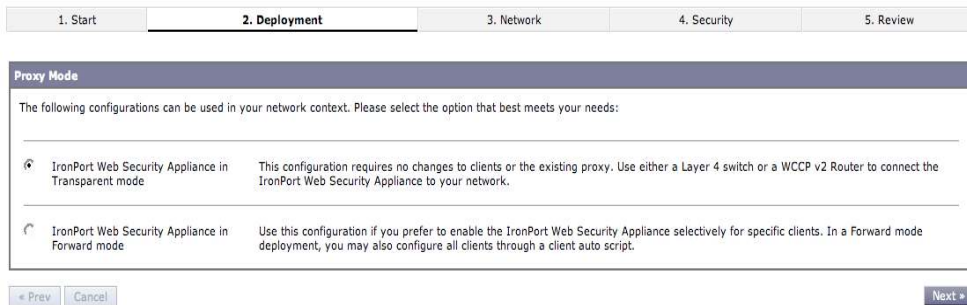 1. Start
2. Deployment
3. Network
4. Security
5. Review
Proxy Mode
The following configurations can be used in your network context. Please select the option that best meets your needs:
IronPort Web Security Appliance in
Transparent mode
This configuration requires no changes to clients or the existing proxy. Use either a Layer 4 switch or a WCCP v2 Router to connect the
IronPort Web Security Appliance to your network.
IronPort Web Security Appliance in
Forward mode
Use this configuration if you prefer to enable the IronPort Web Security Appliance selectively for specific clients. In a Forward mode
deployment, you may also configure all clients through a client auto script.
« Prev
Cancel
Next »